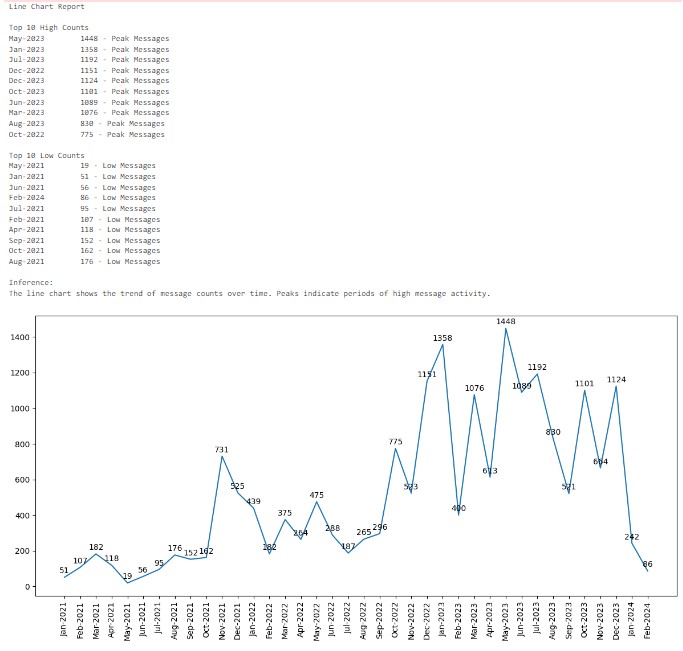 Line Chart Report
Top 10 High Counts
May-2023 1448 - Peak Messages
Jan-2023 1358 - Peak Messages
Jul-2023 1192 - Peak Messages
Dec-2022 1151 - Peak Messages
Dec-2023 1124 - Peak Messages
Oct-2023 1101 - Peak Messages
Jun-2023 1089 - Peak Messages
Mar-2023 1076 - Peak Messages
Aug-2023 830 - Peak Messages
Oct-2022 775 - Peak Messages
Top 10 Low Counts
May-2021 19 - Low Messages
Jan-2021 51 - Low Messages
Jun-2021 56 - Low Messages
Feb-2024 86 - Low Messages
Jul-2021 95 - Low Messages
Feb-2021 107 - Low Messages
Apr-2021 118 - Low Messages
Sep-2021 152 - Low Messages
Oct-2021 162 - Low Messages
Aug-2021 176 - Low Messages
Inference:
The line chart shows the trend of message counts over time. Peaks indicate periods of high message activity.
1400
1200
1000
800
600
400
200
0
51
107
182
118
19
56
95
176
152
162
731
525
439
182
375
264
475
288
187
265
296
775
523
1151
1358
400
1076
613
1448
1089
1192
830
521
1101
664
1124
242
86
Jan-2021
Feb-2021
Mar-2021
Apr-2021
May-2021
Jun-2021
Jul-2021
Aug-2021
Sep-2021
Oct-2021
Nov-2021
Dec-2021
Jan-2022
Feb-2022
Mar-2022
Apr-2022
May-2022
Jun-2022
Jul-2022
Aug-2022
Sep-2022
Oct-2022
Nov-2022
Dec-2022
Jan-2023
Feb-2023
Mar-2023
Apr-2023
May-2023
Jun-2023
Jul-2023
Aug-2023
Sep-2023
Oct-2023
Nov-2023
Dec-2023
Jan-2024
Feb-2024